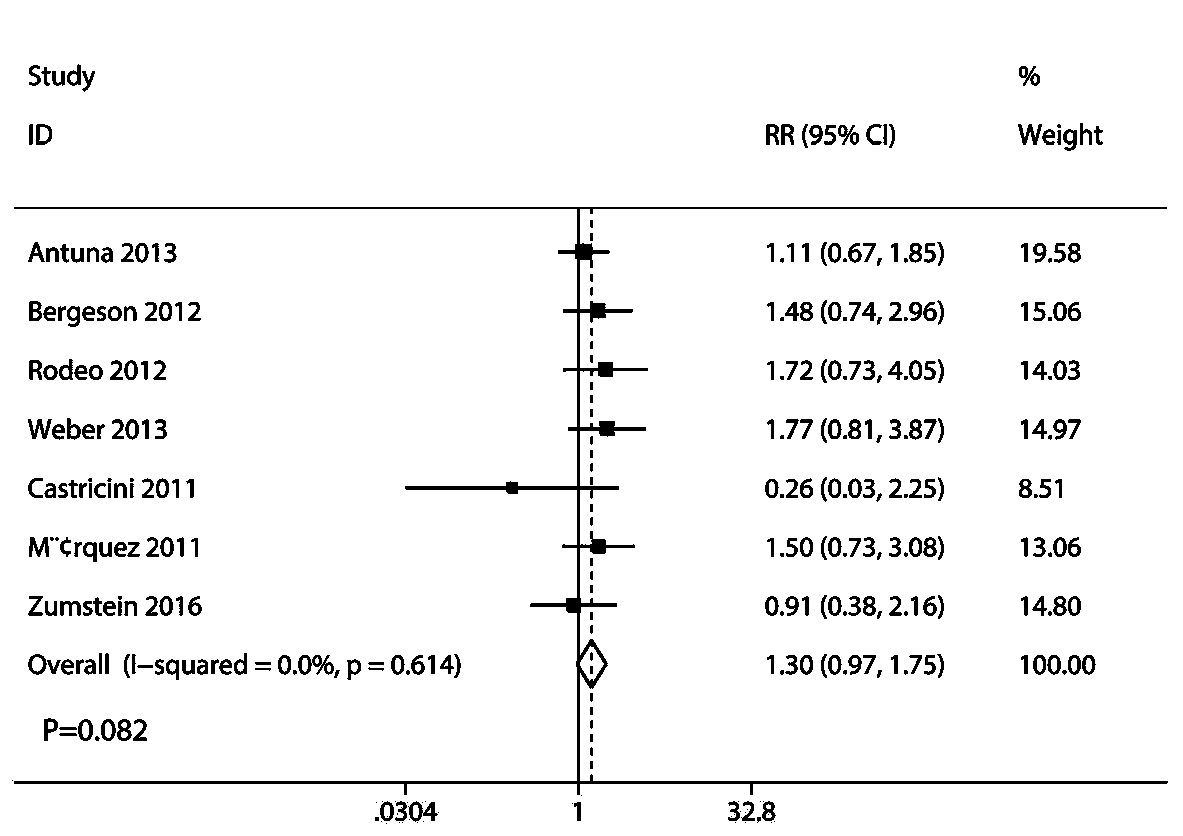 Study %
ID RR (95% CI) Weight
Antuna 2013 1.11 (0.67, 1.85) 19.58
Bergeson 2012 1.48 (0.74, 2.96) 15.06
Rodeo 2012 1.72 (0.73, 4.05) 14.03
Weber 2013 1.77 (0.81, 3.87) 14.97
Castricini 2011 0.26 (0.03, 2.25) 8.51
M¨¢rquez 2011 1.50 (0.73, 3.08) 13.06
Zumstein 2016 0.91 (0.38, 2.16) 14.80
Overall (I−squared = 0.0%, p = 0.614) 1.30 (0.97, 1.75) 100.00
P=0.082
.0304 1 32.8